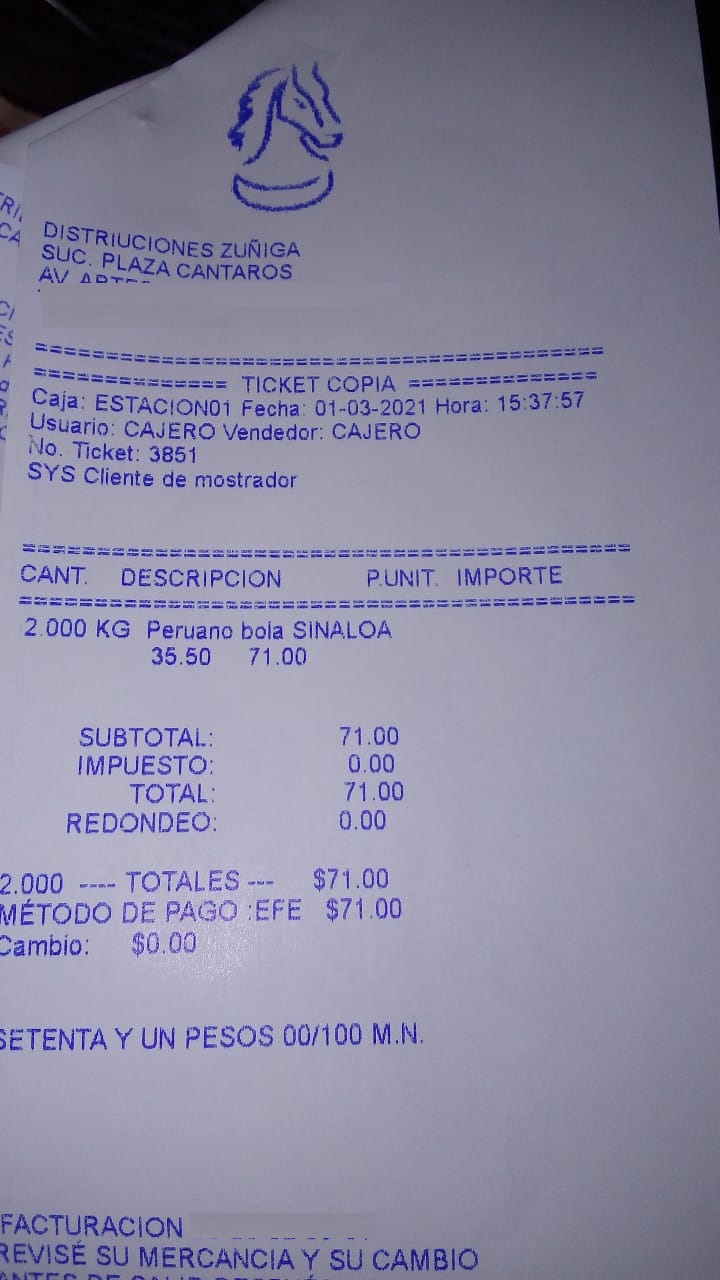 DISTRIUCIONES ZUÑIGA
SUC. PLAZA CANTAROS
AV
==============================================
============== TICKET COPIA ==============
Caja: ESTACION01 Fecha: 01-03-2021 Hora: 15:37:57
Usuario: CAJERO Vendedor: CAJERO
No. Ticket: 3851
SYS Cliente de mostrador
==============================================
CANT. DESCRIPCION P.UNIT. IMPORTE
==============================================
2.000 KG Peruano bola SINALOA
35.50 71.00
SUBTOTAL: 71.00
IMPUESTO: 0.00
TOTAL: 71.00
REDONDEO: 0.00
2.000 ---- TOTALES --- $71.00
MÉTODO DE PAGO :EFE $71.00
Cambio: $0.00
SETENTA Y UN PESOS 00/100 M.N.
FACTURACION
REVISÉ SU MERCANCIA Y SU CAMBIO